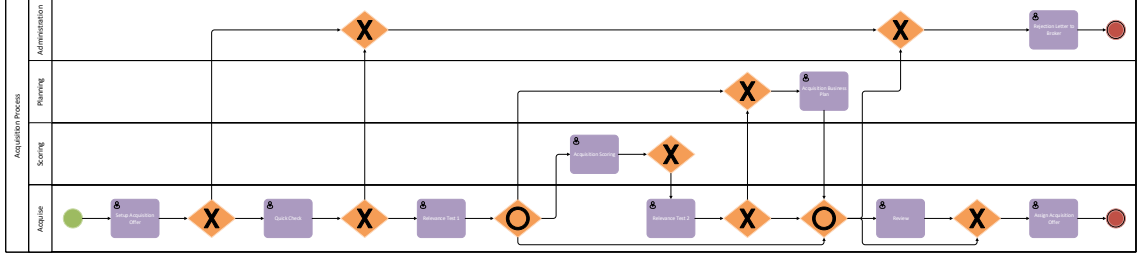 Acquisition Process
Administration
Rejection Letter to
Broker
Planning
Acquisition Business
Plan
Scoring
Acquisition Scoring
Acquise
Setup Acquisition
Offer
Quick Check
Relevance Test 1
Relevance Test 2
Review
Assign Acquisition
Offer